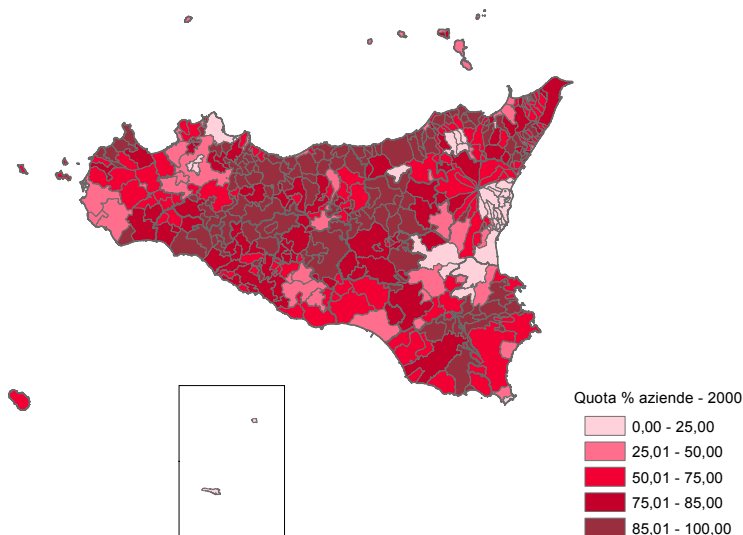 Quota % aziende - 2000
0,00 - 25,00
25,01 - 50,00
50,01 - 75,00
75,01 - 85,00
85,01 - 100,00